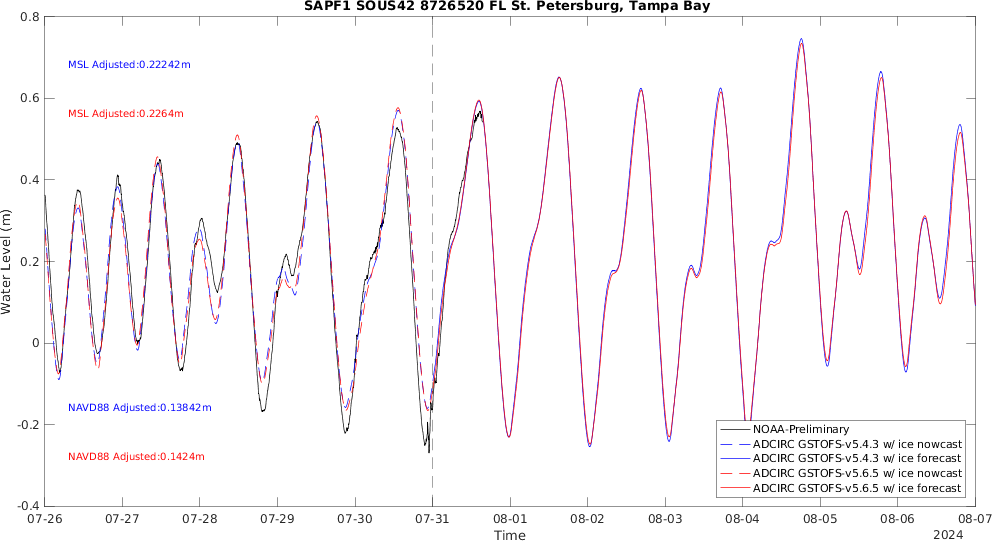 SAPF1 SOUS42 8726520 FL St. Petersburg, Tampa Bay
0.8
0.6
0.4
0.2
0
-0.2
-0.4
Water Level (m)
MSL Adjusted:0.22242m
MSL Adjusted:0.2264m
NAVD88 Adjusted:0.13842m
NAVD88 Adjusted:0.1424m
NOAA-Preliminary
ADCIRC GSTOFS-v5.4.3 w/ ice nowcast
ADCIRC GSTOFS-v5.4.3 w/ ice forecast
ADCIRC GSTOFS-v5.6.5 w/ ice nowcast
ADCIRC GSTOFS-v5.6.5 w/ ice forecast
07-26 07-27 07-28 07-29 07-30 07-31 08-01 08-02 08-03 08-04 08-05 08-06 08-07
Time
2024